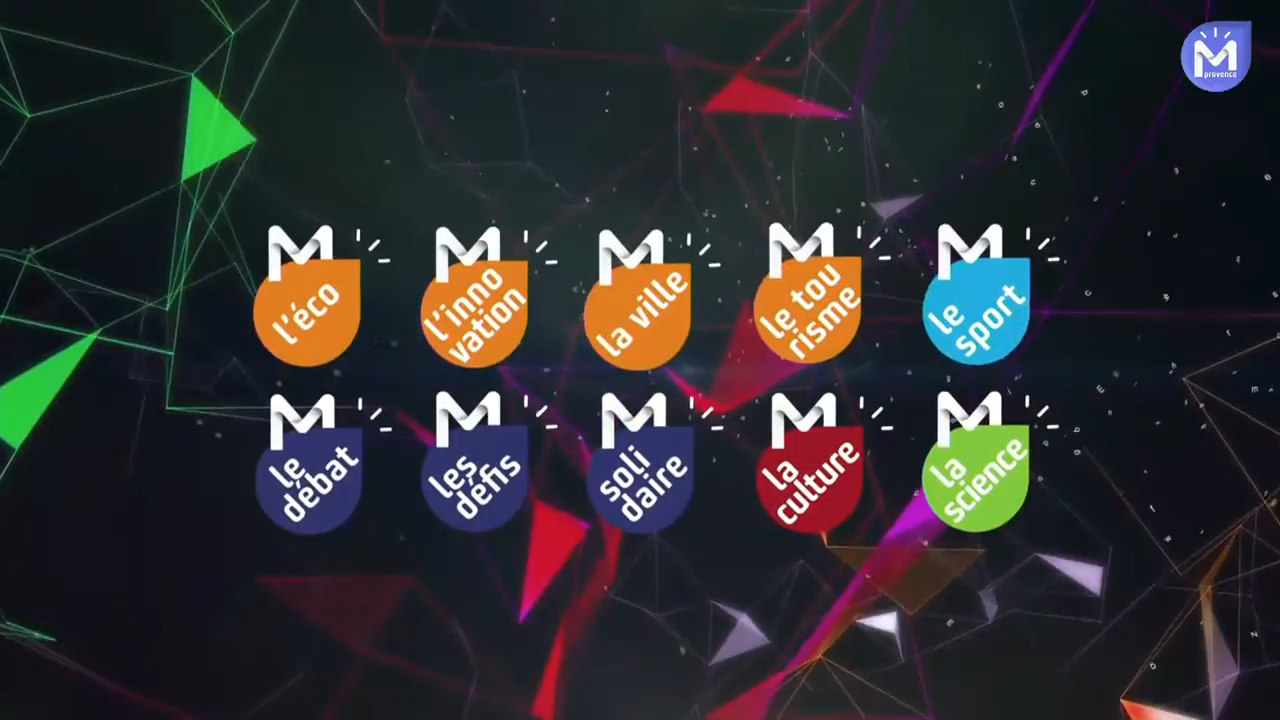 M
provence
M
l'éco
M
l'inno
vation
M
la ville
M
le tou
risme
M
le
sport
M
le
débat
M
les
défis
M
soli
daire
M
la
culture
M
la
science